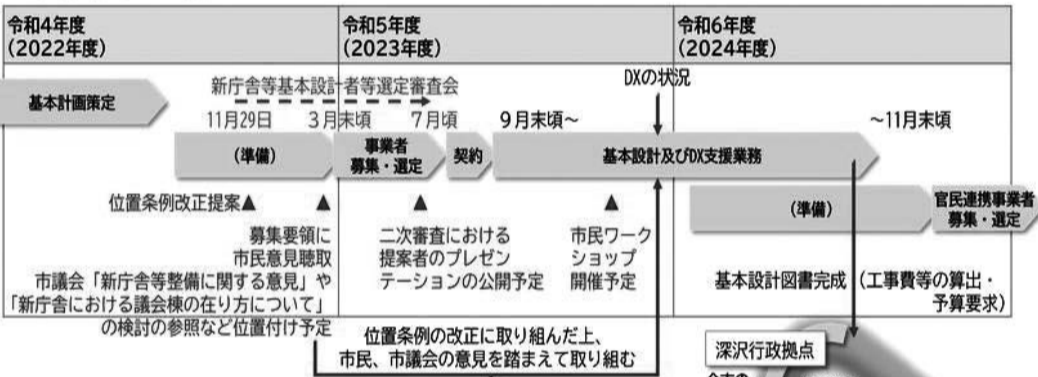 令和4年度
（2022年度）
令和5年度
（2023年度）
令和6年度
（2024年度）
基本計画策定
新庁舎等基本設計者等選定審査会
DXの状況
11月29日
3月末頃
7月頃
9月末頃～
～11月末頃
（準備）
事業者
募集・選定
契約
基本設計及びDX支援業務
（準備）
官民連携事業者
募集・選定
位置条例改正提案▲
▲
▲
▲
募集要領に
市民意見聴取
市議会「新庁舎等整備に関する意見」や
「新庁舎における議会棟の在り方について」
の検討の参照など位置付け予定
二次審査における
提案者のプレゼン
テーションの公開予定
市民ワーク
ショップ
開催予定
基本設計図書完成（工事費等の算出・
予算要求）
位置条例の改正に取り組んだ上、
市民、市議会の意見を踏まえて取り組む
深沢行政拠点